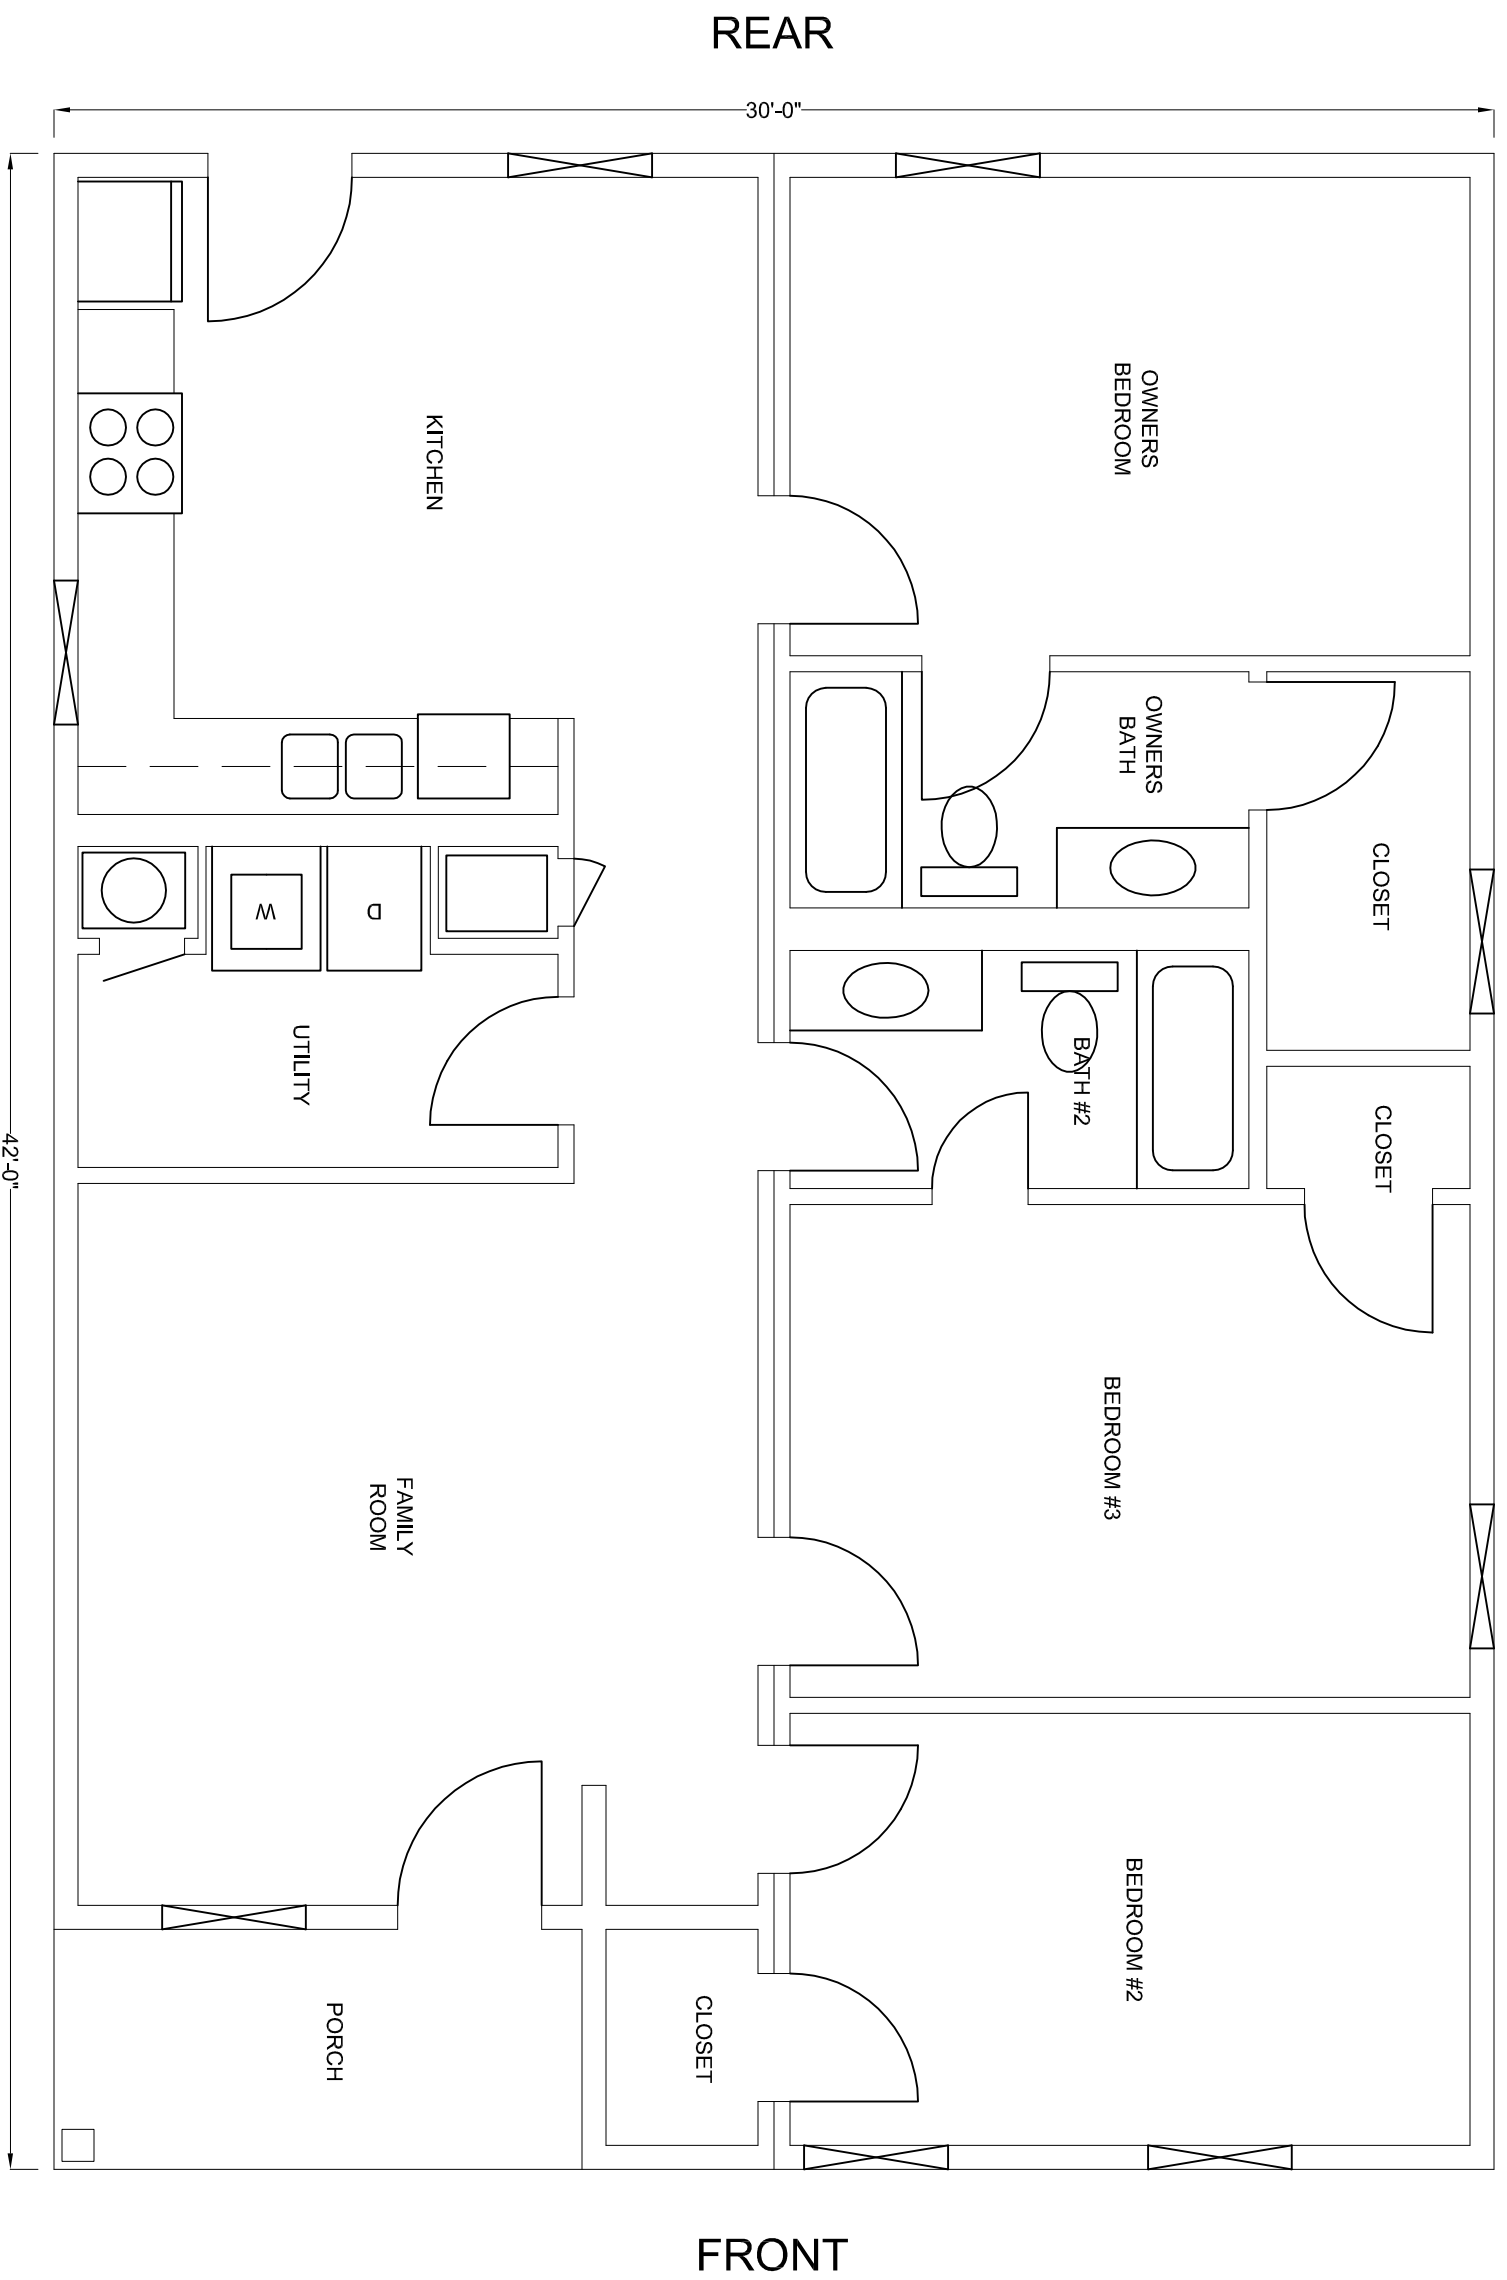 REAR
30'-0"
OWNERS
BEDROOM
KITCHEN
OWNERS
BATH
CLOSET
W
D
UTILITY
BATH #2
CLOSET
42'-0"
BEDROOM #3
FAMILY
ROOM
BEDROOM #2
PORCH
CLOSET
FRONT